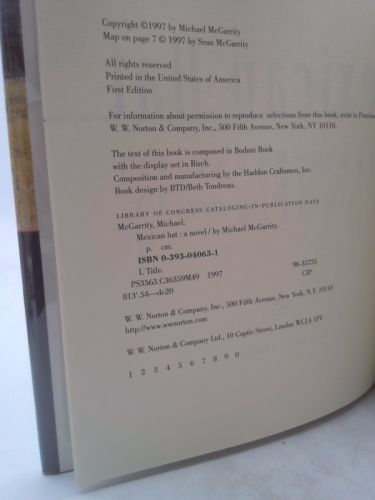 Copyright ©1997 by Michael McGarrity
Map on page 7 © 1997 by Sean McGarrity
All rights reserved
Printed in the United States of America
First Edition
For information about permission to reproduce selections from this book, write to
W. W. Norton & Company, Inc., 500 Fifth Avenue, New York, NY 10110.
The text of this book is composed in Bodoni Book
with the display set in Birch.
Composition and manufacturing by the Haddon Craftsmen, Inc.
Book design by BTD/Beth Tondreau.
LIBRARY OF CONGRESS CATALOGING-IN-PUBLICATION DATA
McGarrity, Michael.
Mexican hat : a novel / by Michael McGarrity.
p. cm.
ISBN 0-393-04063-1
I. Title.
PS3563.C36359M49 1997 96-35735
813'.54—dc20 CIP
W. W. Norton & Company, Inc., 500 Fifth Avenue, New York, N.Y. 10110
http://www.wwnorton.com
W. W. Norton & Company Ltd., 10 Coptic Street, London WC1A 1PU
1 2 3 4 5 6 7 8 9 0